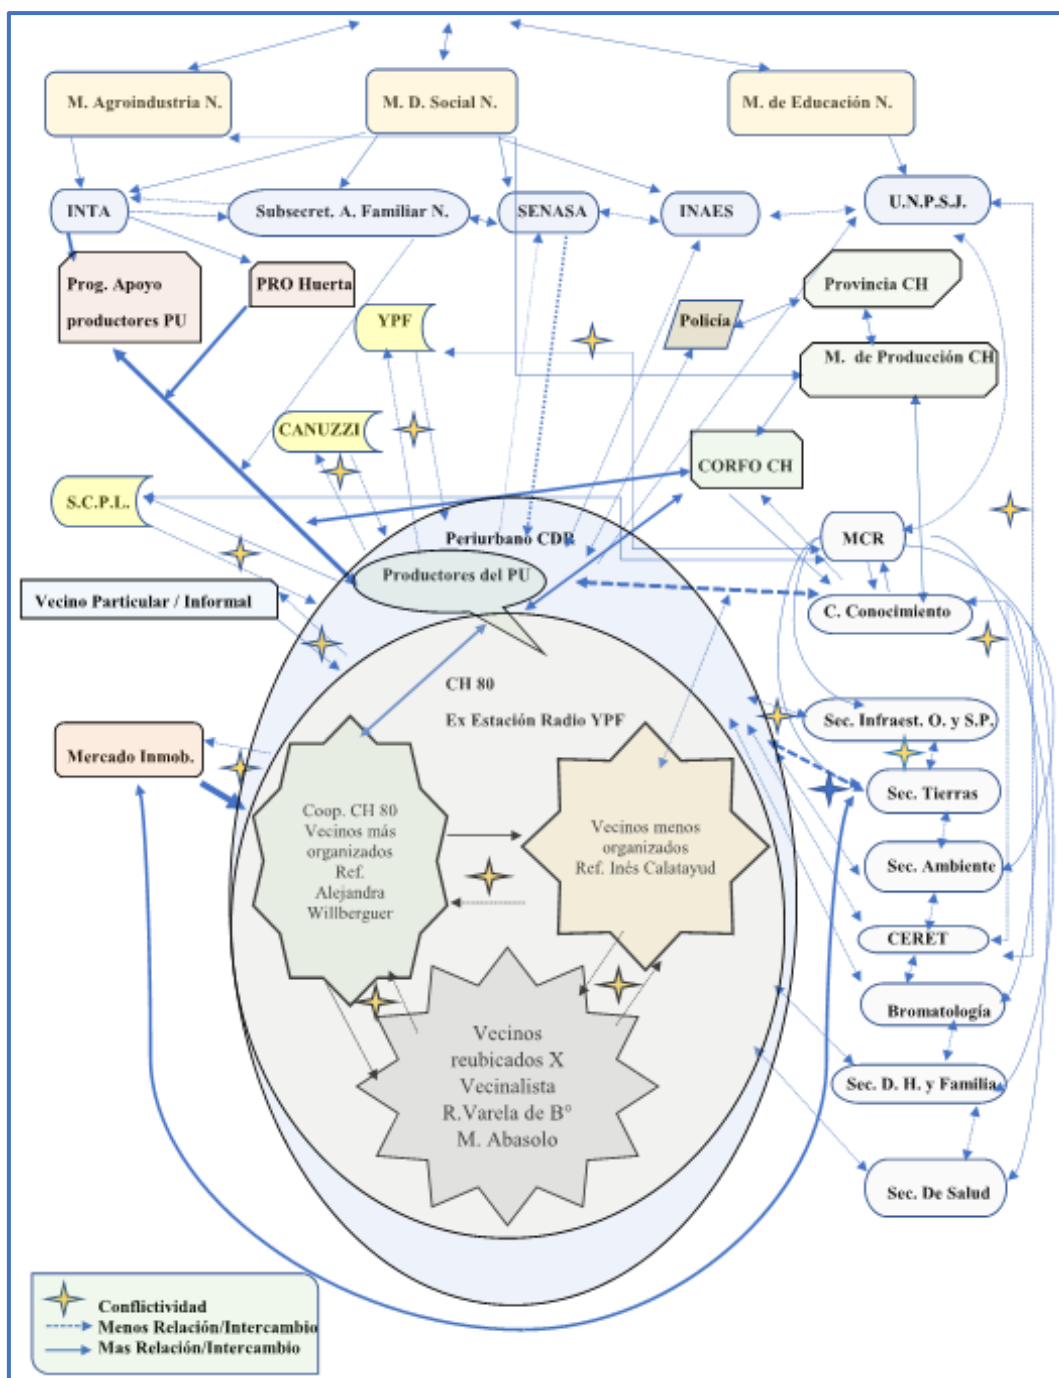 M. Agroindustria N.
M. D. Social N.
M. de Educación N.
INTA
Subsecret. A. Familiar N.
SENASA
INAES
U.N.P.S.J.
Prog. Apoyo
productores PU
PRO Huerta
YPF
Policía
Provincia CH
M. de Producción CH
CANUZZI
CORFO CH
S.C.P.L.
Periurbano CDR
MCR
Productores del PU
Vecino Particular / Informal
C. Conocimiento
CH 80
Ex Estación Radio YPF
Sec. Infraest. O. y S.P.
Mercado Inmob.
Sec. Tierras
Coop. CH 80
Vecinos más
organizados
Ref.
Alejandra
Willberguer
Vecinos menos
organizados
Ref. Inés Calatayud
Sec. Ambiente
CERET
Bromatología
Vecinos
reubicados X
Vecinalista
R.Varela de B°
M. Abasolo
Sec. D. H. y Familia
Sec. De Salud
Conflictividad
Menos Relación/Intercambio
Mas Relación/Intercambio